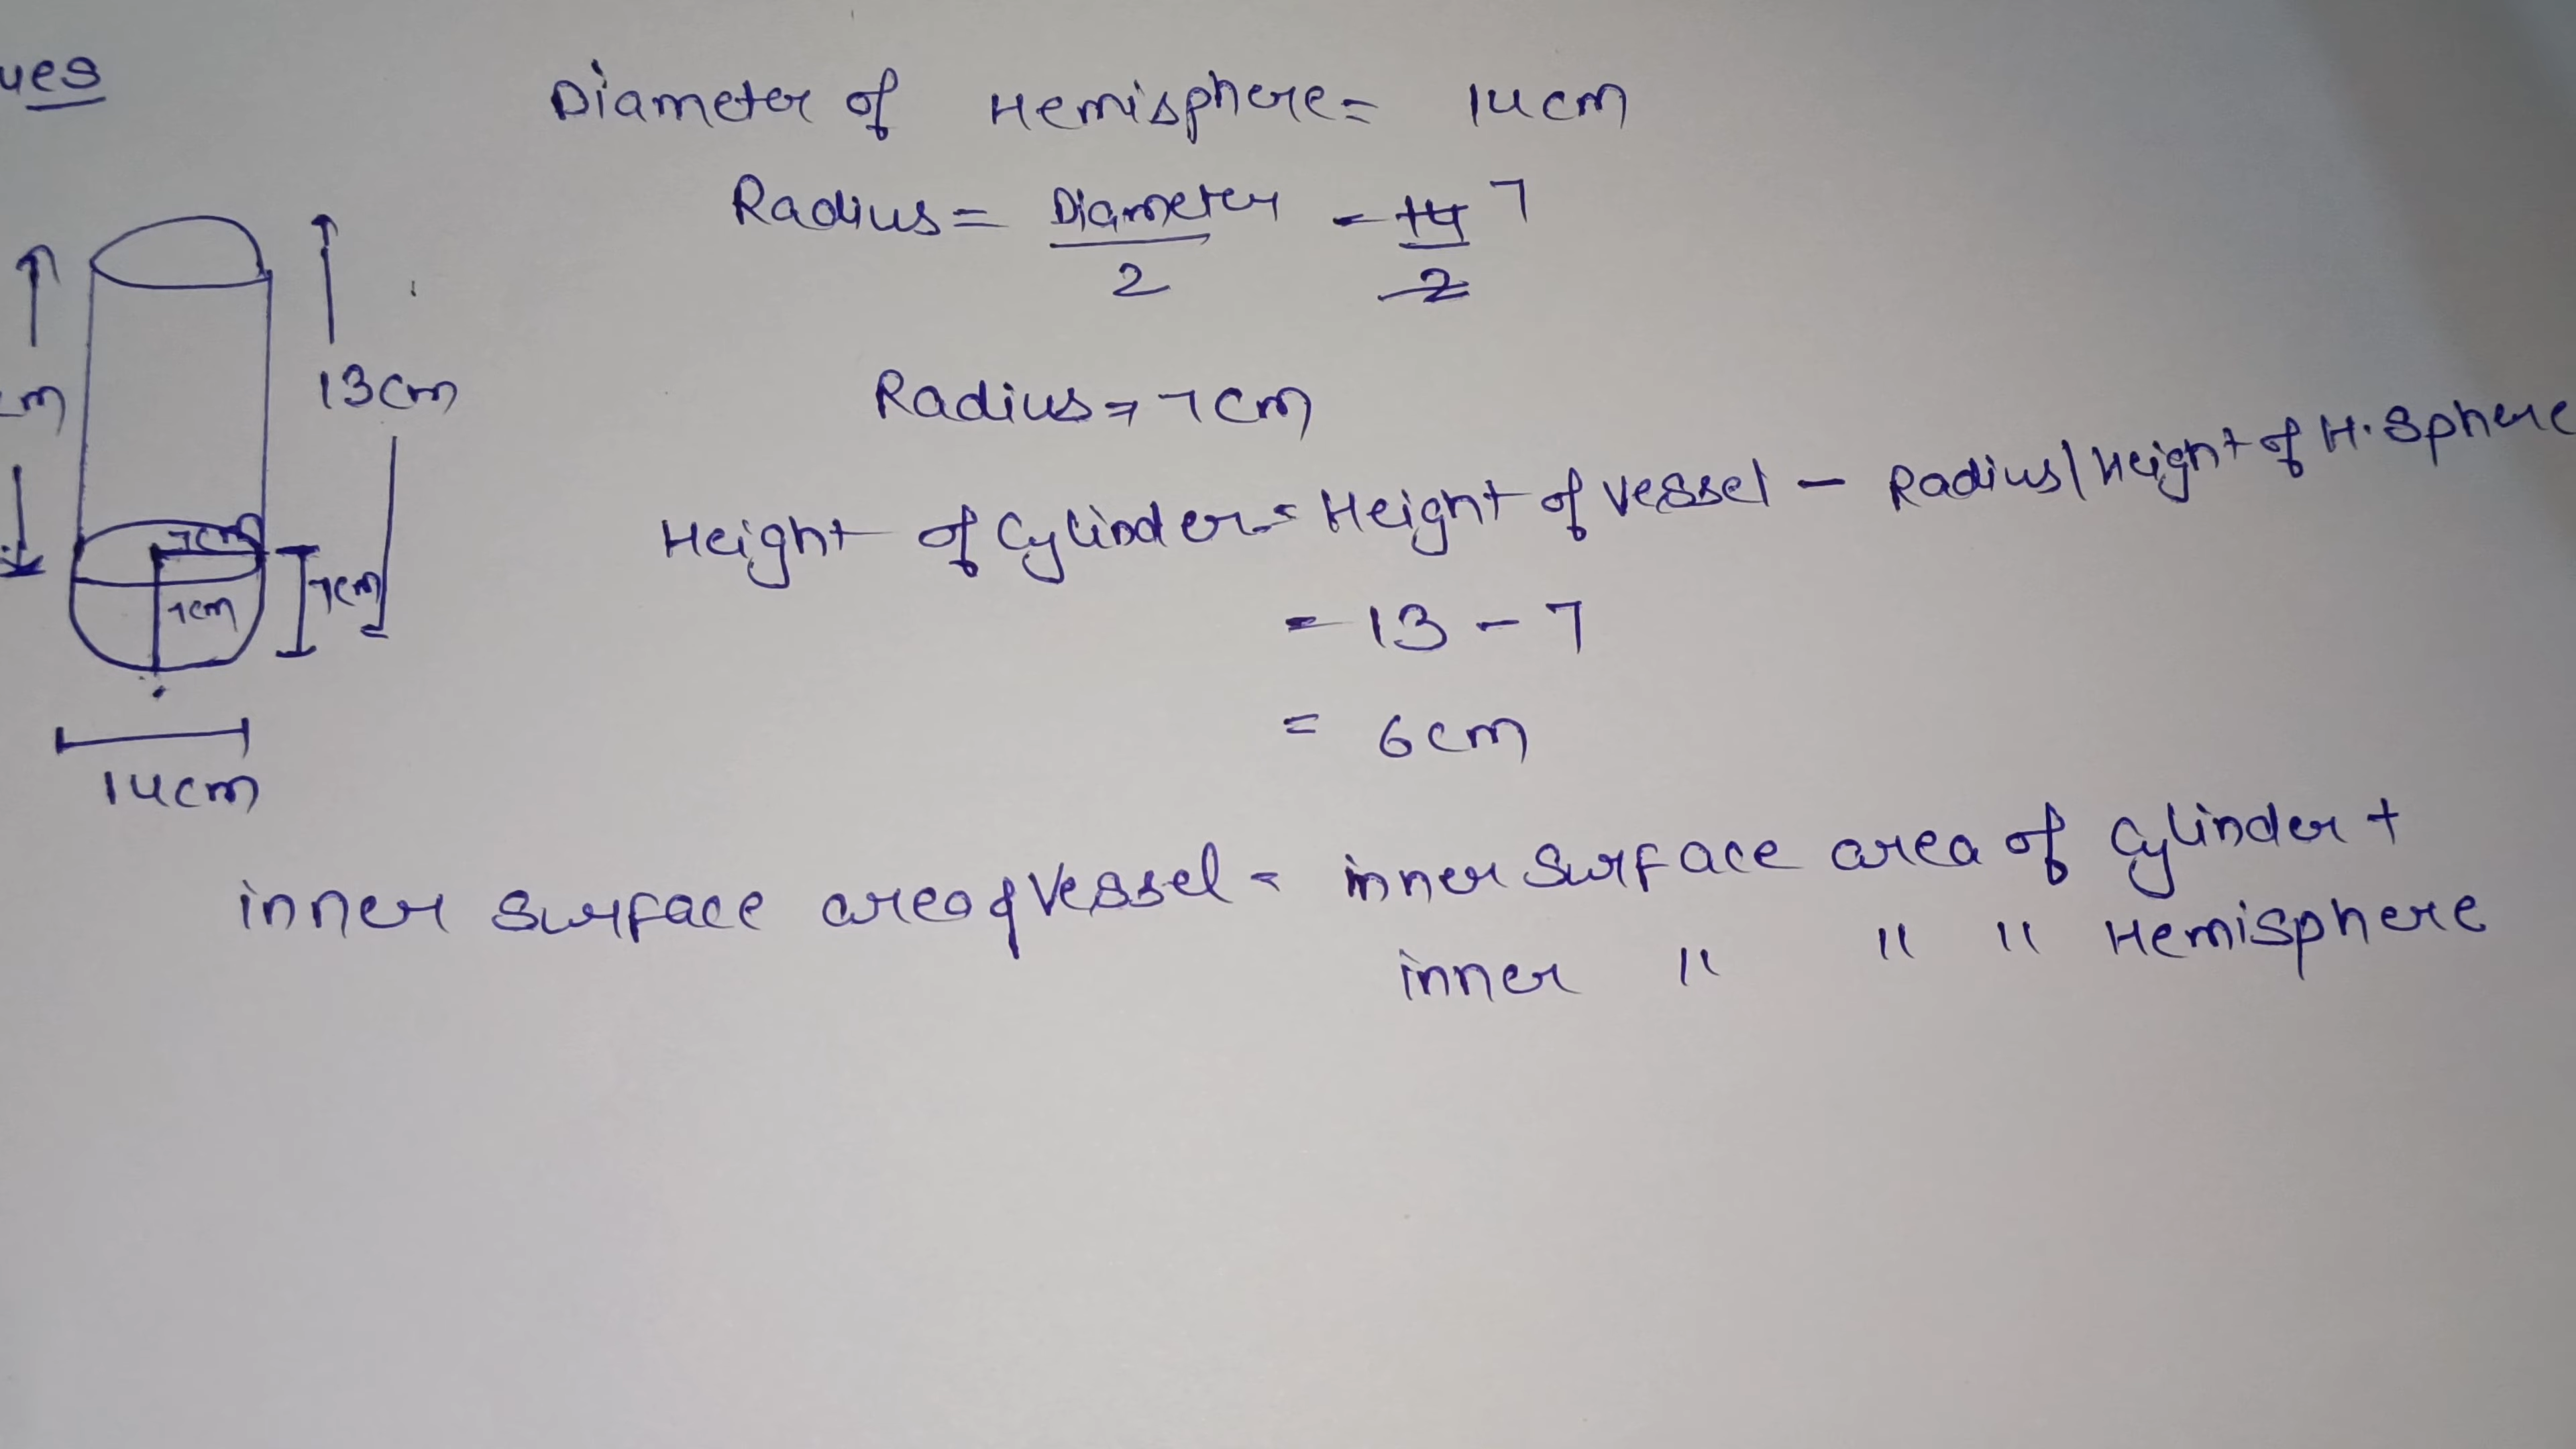 ues
Diameter of Hemisphere= 14cm
Radius= Diameter/2 = 14/2 7
Radius = 7cm
Height of Cylinder = Height of vessel - Radius/Height of H.Sphere
= 13 - 7
= 6cm
cm
13cm
7cm
7cm
7cm
14cm
inner surface area of Vessel = inner surface area of Cylinder +
inner " " " Hemisphere